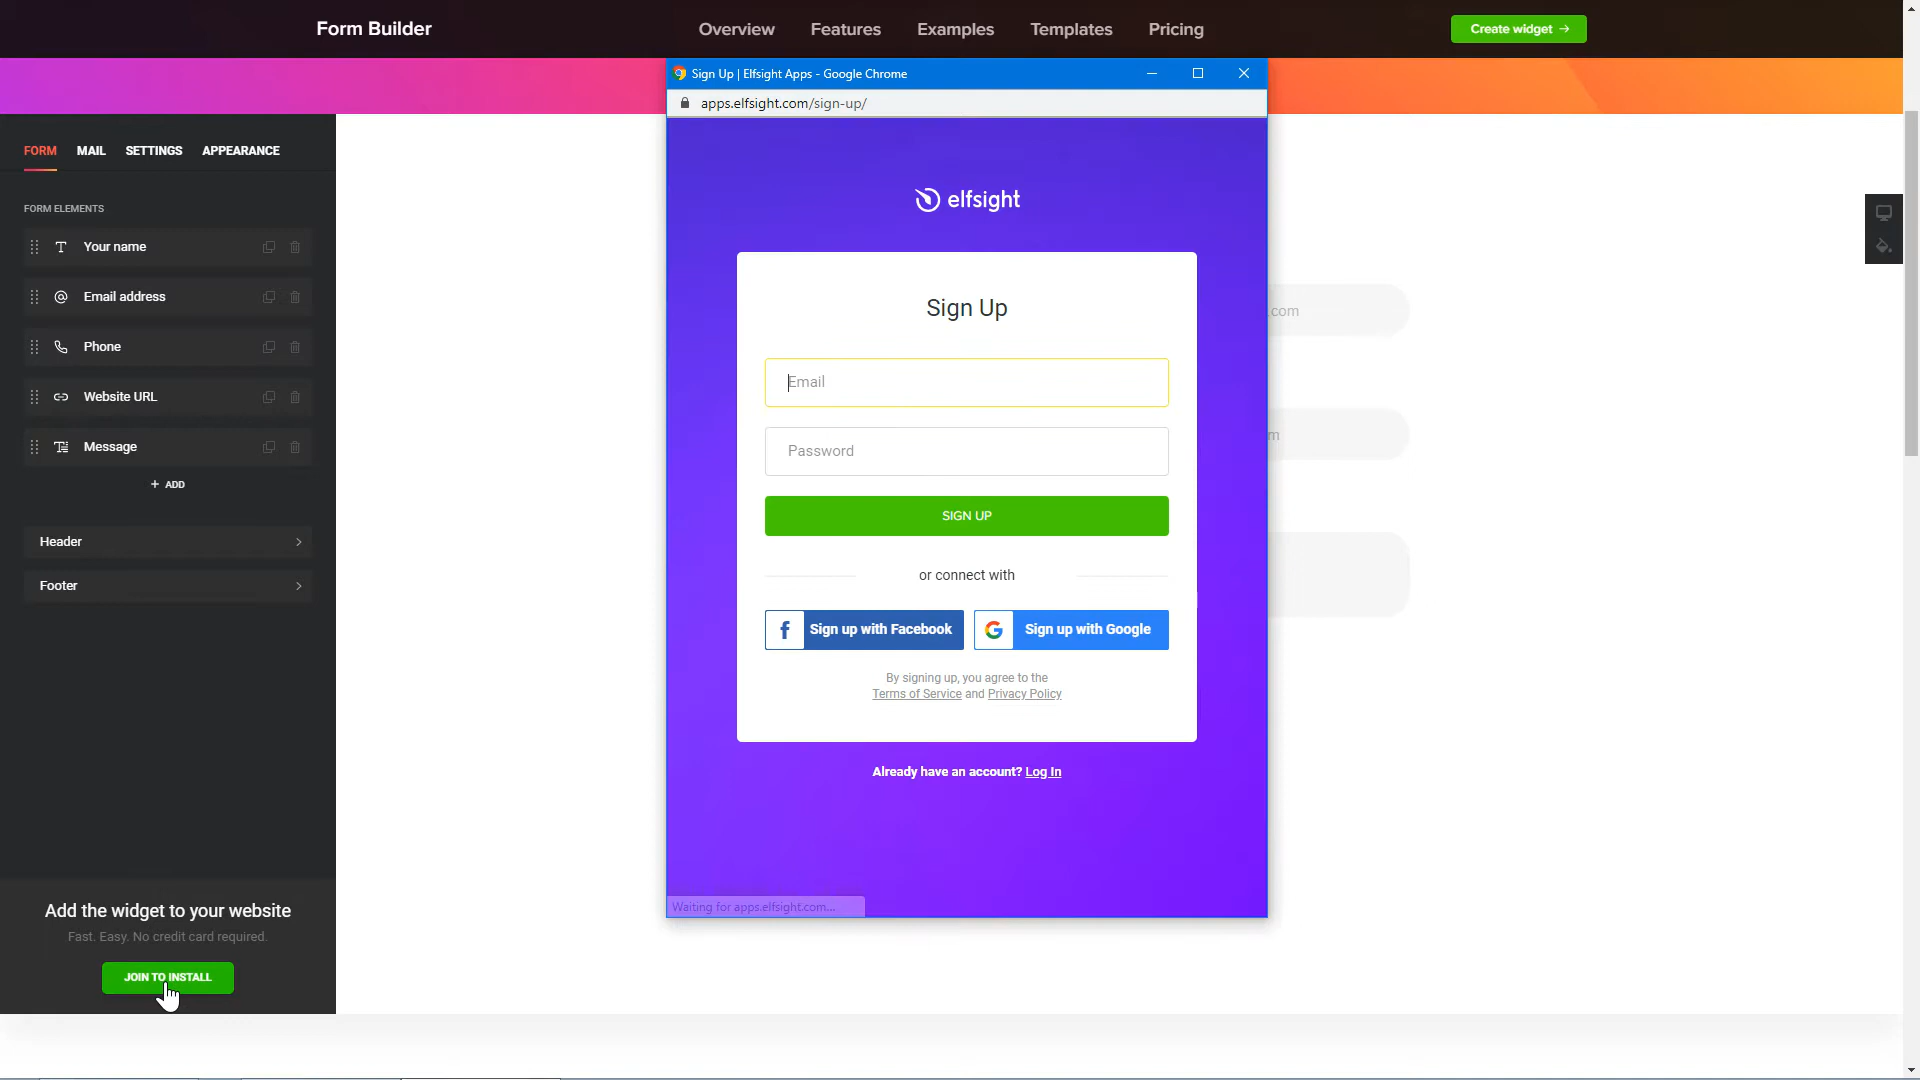 Form Builder
Overview
Features
Examples
Templates
Pricing
Create widget →
Sign Up | Elfsight Apps - Google Chrome
apps.elfsight.com/sign-up/
FORM
MAIL
SETTINGS
APPEARANCE
FORM ELEMENTS
Your name
Email address
Phone
Website URL
Message
+ ADD
Header
Footer
Add the widget to your website
Fast. Easy. No credit card required.
JOIN TO INSTALL
elfsight
Sign Up
Email
Password
SIGN UP
or connect with
f Sign up with Facebook
G Sign up with Google
By signing up, you agree to the
Terms of Service and Privacy Policy
Already have an account? Log In
Waiting for apps.elfsight.com...
.com
m